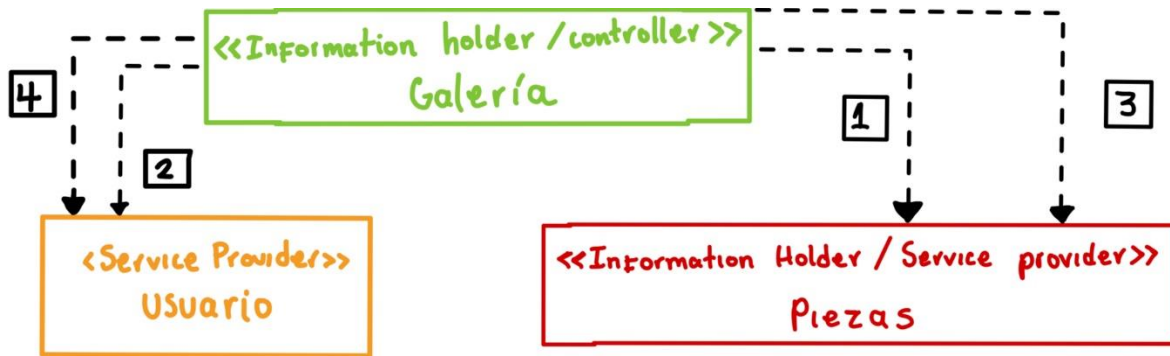 <<Information holder / controller>>
Galería
4
2
1
3
<Service Provider>>
Usuario
<<Information Holder / Service provider>>
Piezas